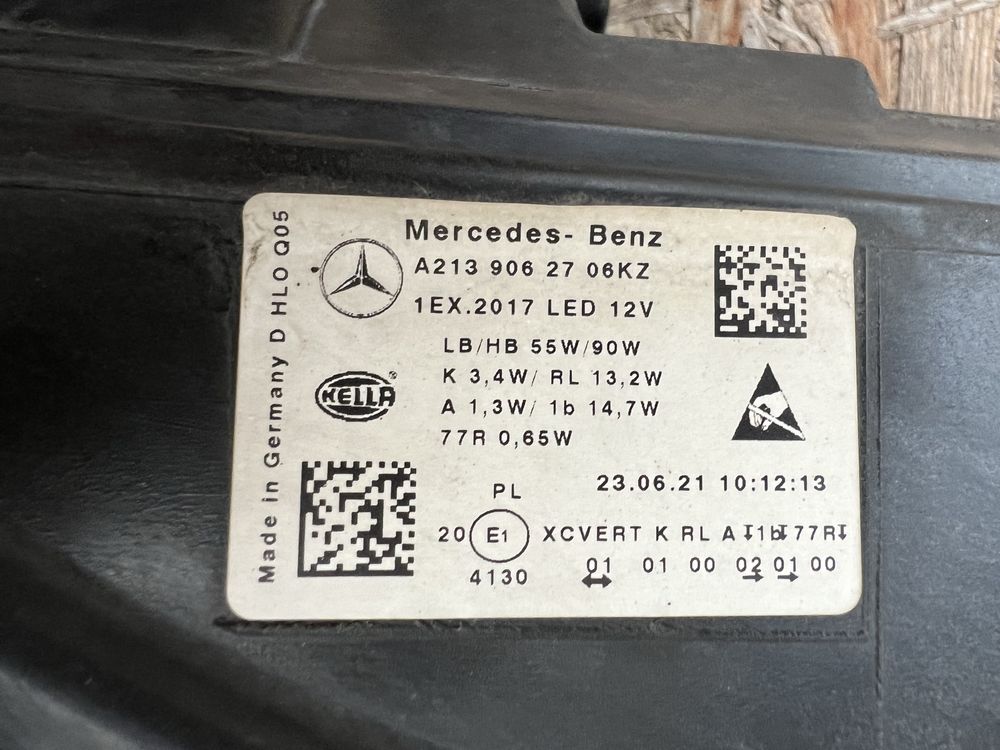 Mercedes- Benz
A213 906 27 06KZ
1EX.2017 LED 12V
LB/HB 55W/90W
K 3,4W/ RL 13,2W
A 1,3W/ 1b 14,7W
77R 0,65W
HELLA
Made in Germany D HLO Q05
23.06.21 10:12:13
PL
20 E1 XCVERT K RL A 1b 77R
4130 01 01 00 02 01 00